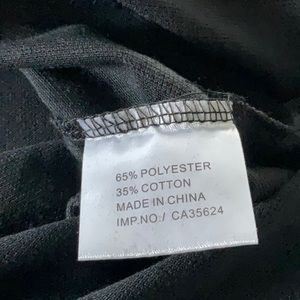 65% POLYESTER
35% COTTON
MADE IN CHINA
IMP.NO./ CA35624